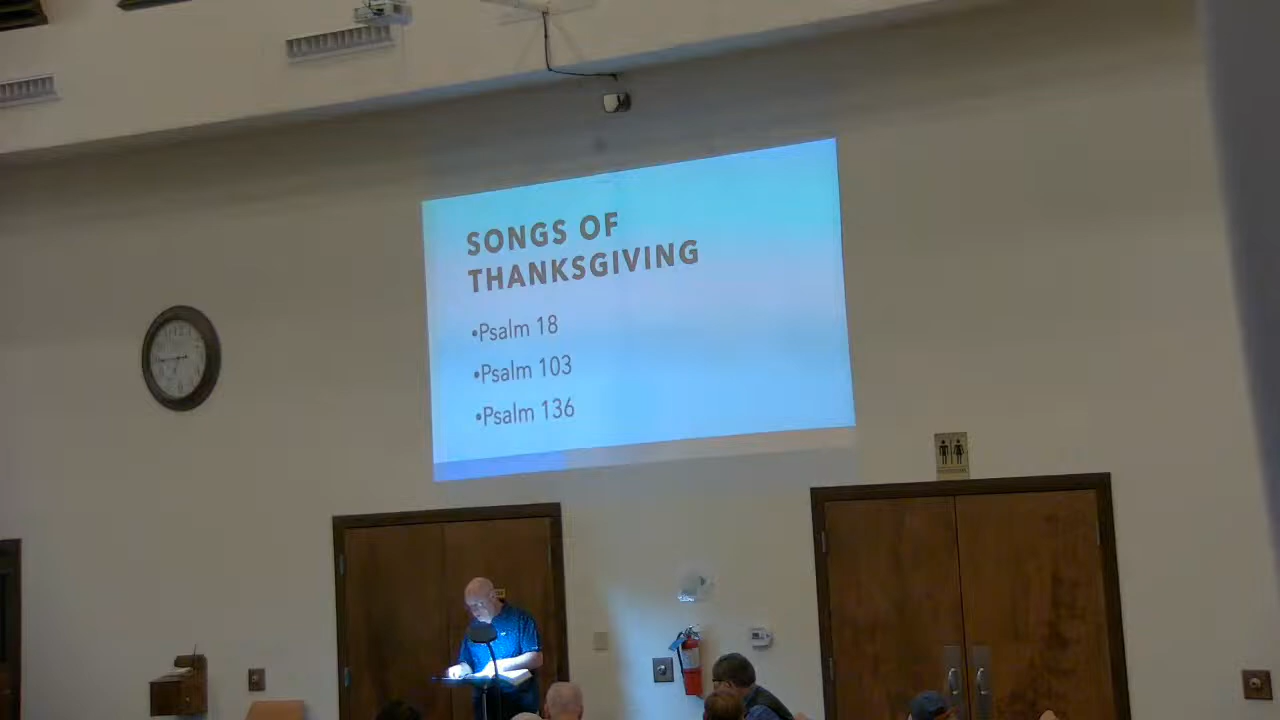 SONGS OF
THANKSGIVING
•Psalm 18
•Psalm 103
•Psalm 136